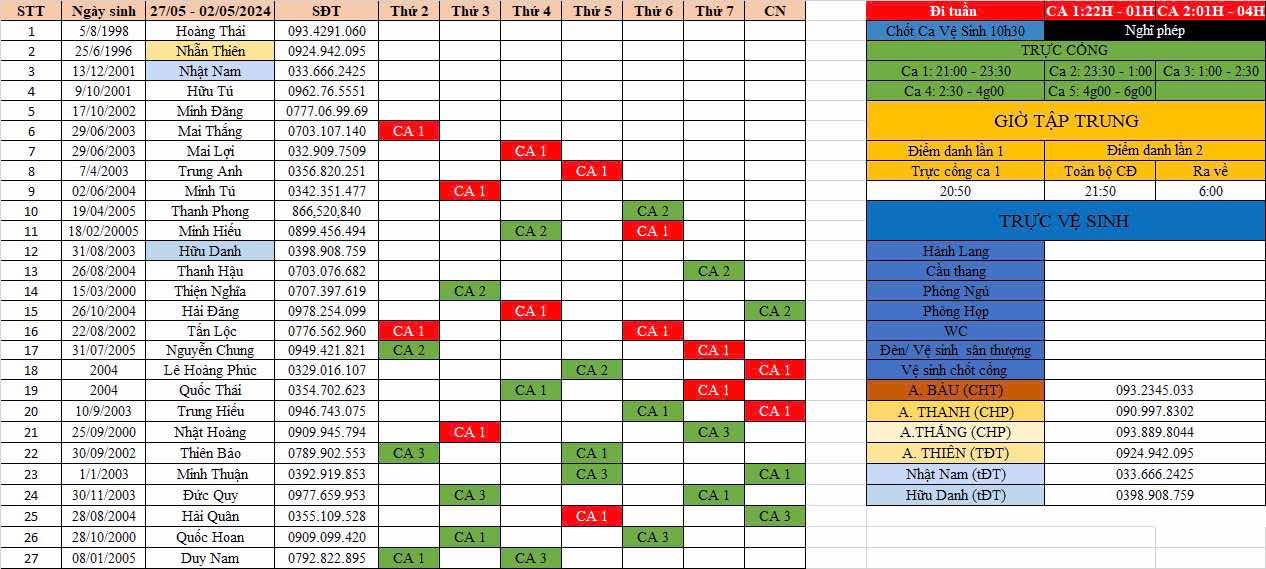 STT Ngày sinh 27/05 - 02/05/2024 SĐT Thứ 2 Thứ 3 Thứ 4 Thứ 5 Thứ 6 Thứ 7 CN Đi tuần CA 1:22H - 01H CA 2:01H - 04H
1 5/8/1998 Hoàng Thái 093.4291.060 Chốt Ca Vệ Sinh 10h30 Nghĩ phép
2 25/6/1996 Nhẫn Thiên 0924.942.095 TRỰC CỔNG
3 13/12/2001 Nhật Nam 033.666.2425 Ca 1: 21:00 - 23:30 Ca 2: 23:30 - 1:00 Ca 3: 1:00 - 2:30
4 9/10/2001 Hữu Tú 0962.76.5551 Ca 4: 2:30 - 4g00 Ca 5: 4g00 - 6g00
5 17/10/2002 Minh Đăng 0777.06.99.69
GIỜ TẬP TRUNG
6 29/06/2003 Mai Thắng 0703.107.140 CA 1
7 29/06/2003 Mai Lợi 032.909.7509 CA 1 Điểm danh lần 1 Điểm danh lần 2
8 7/4/2003 Trung Anh 0356.820.251 CA 1 Trực cổng ca 1 Toàn bộ CĐ Ra về
9 02/06/2004 Minh Tú 0342.351.477 CA 1 20:50 21:50 6:00
10 19/04/2005 Thanh Phong 866,520,840 CA 2
TRỰC VỆ SINH
11 18/02/20005 Minh Hiếu 0899.456.494 CA 2 CA 1
12 31/08/2003 Hữu Danh 0398.908.759 Hành Lang
13 26/08/2004 Thanh Hậu 0703.076.682 CA 2 Cầu thang
14 15/03/2000 Thiện Nghĩa 0707.397.619 CA 2 Phòng Ngủ
15 26/10/2004 Hải Đăng 0978.254.099 CA 1 CA 2 Phòng Họp
16 22/08/2002 Tấn Lộc 0776.562.960 CA 1 CA 1 WC
17 31/07/2005 Nguyễn Chung 0949.421.821 CA 2 CA 1 Đèn/ Vệ sinh sân thượng
18 2004 Lê Hoàng Phúc 0329.016.107 CA 2 CA 1 Vệ sinh chốt cổng
19 2004 Quốc Thái 0354.702.623 CA 1 CA 1 A. BÁU (CHT) 093.2345.033
20 10/9/2003 Trung Hiếu 0946.743.075 CA 1 CA 1 A. THANH (CHP) 090.997.8302
21 25/09/2000 Nhật Hoàng 0909.945.794 CA 1 CA 3 A.THẮNG (CHP) 093.889.8044
22 30/09/2002 Thiên Bảo 0789.902.553 CA 3 CA 1 A. THIÊN (TĐT) 0924.942.095
23 1/1/2003 Minh Thuận 0392.919.853 CA 3 CA 1 Nhật Nam (tĐT) 033.666.2425
24 30/11/2003 Đức Quy 0977.659.953 CA 3 CA 1 Hữu Danh (tĐT) 0398.908.759
25 28/08/2004 Hải Quân 0355.109.528 CA 1 CA 3
26 28/10/2000 Quốc Hoan 0909.099.420 CA 1 CA 3
27 08/01/2005 Duy Nam 0792.822.895 CA 1 CA 3